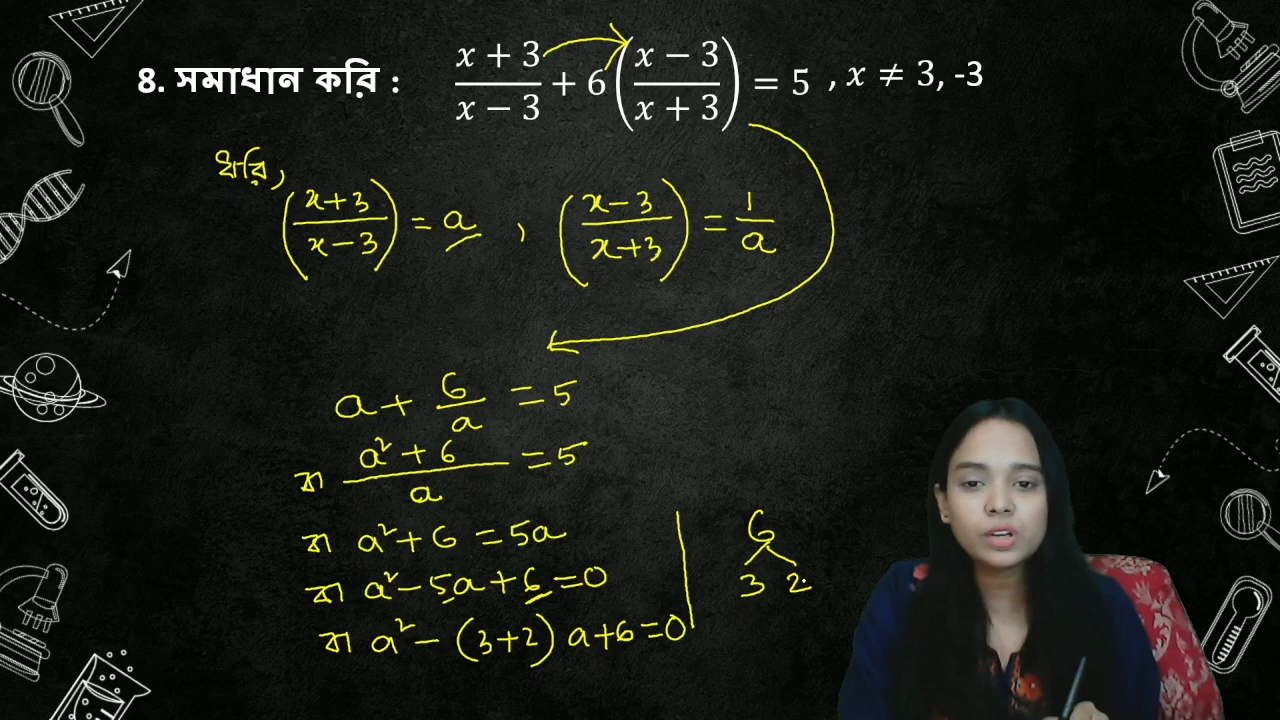 8. সমাধান করি : (x + 3)/(x − 3) + 6((x − 3)/(x + 3)) = 5 , x ≠ 3, -3
ধরি,
((x+3)/(x−3)) = a , ((x−3)/(x+3)) = 1/a
a + 6/a = 5
বা (a² + 6)/a = 5
বা a² + 6 = 5a
বা a² − 5a + 6 = 0
বা a² − (3+2) a + 6 = 0
6
3 2